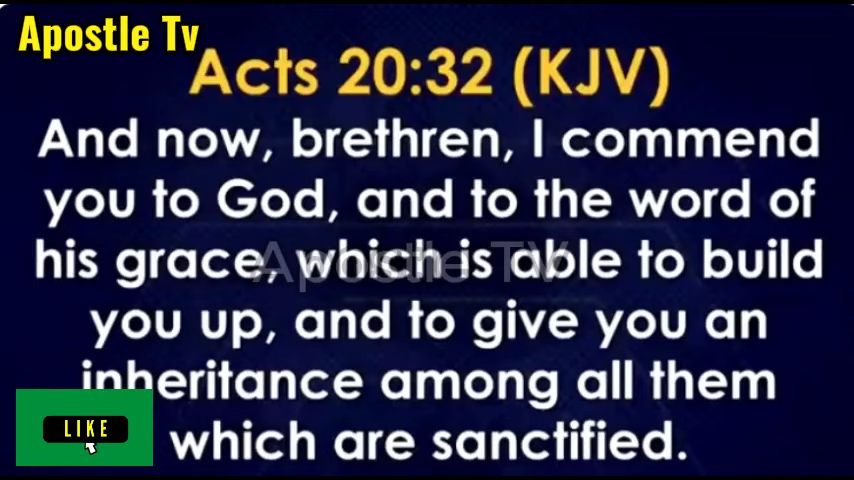 Apostle Tv
Acts 20:32 (KJV)
And now, brethren, I commend
you to God, and to the word of
his grace, which is able to build
Apostle TV
you up, and to give you an
inheritance among all them
LIKE
which are sanctified.